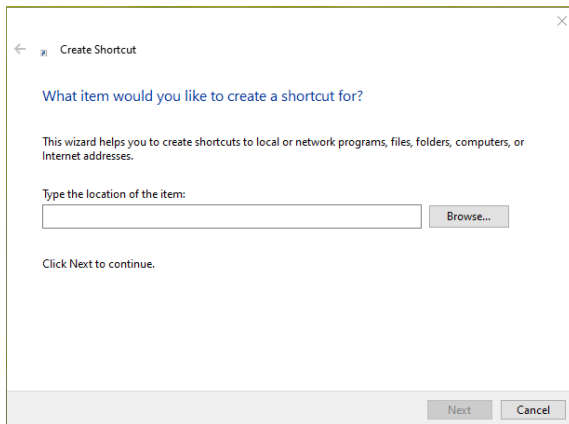 Create Shortcut
What item would you like to create a shortcut for?
This wizard helps you to create shortcuts to local or network programs, files, folders, computers, or
Internet addresses.
Type the location of the item:
Browse...
Click Next to continue.
Next Cancel